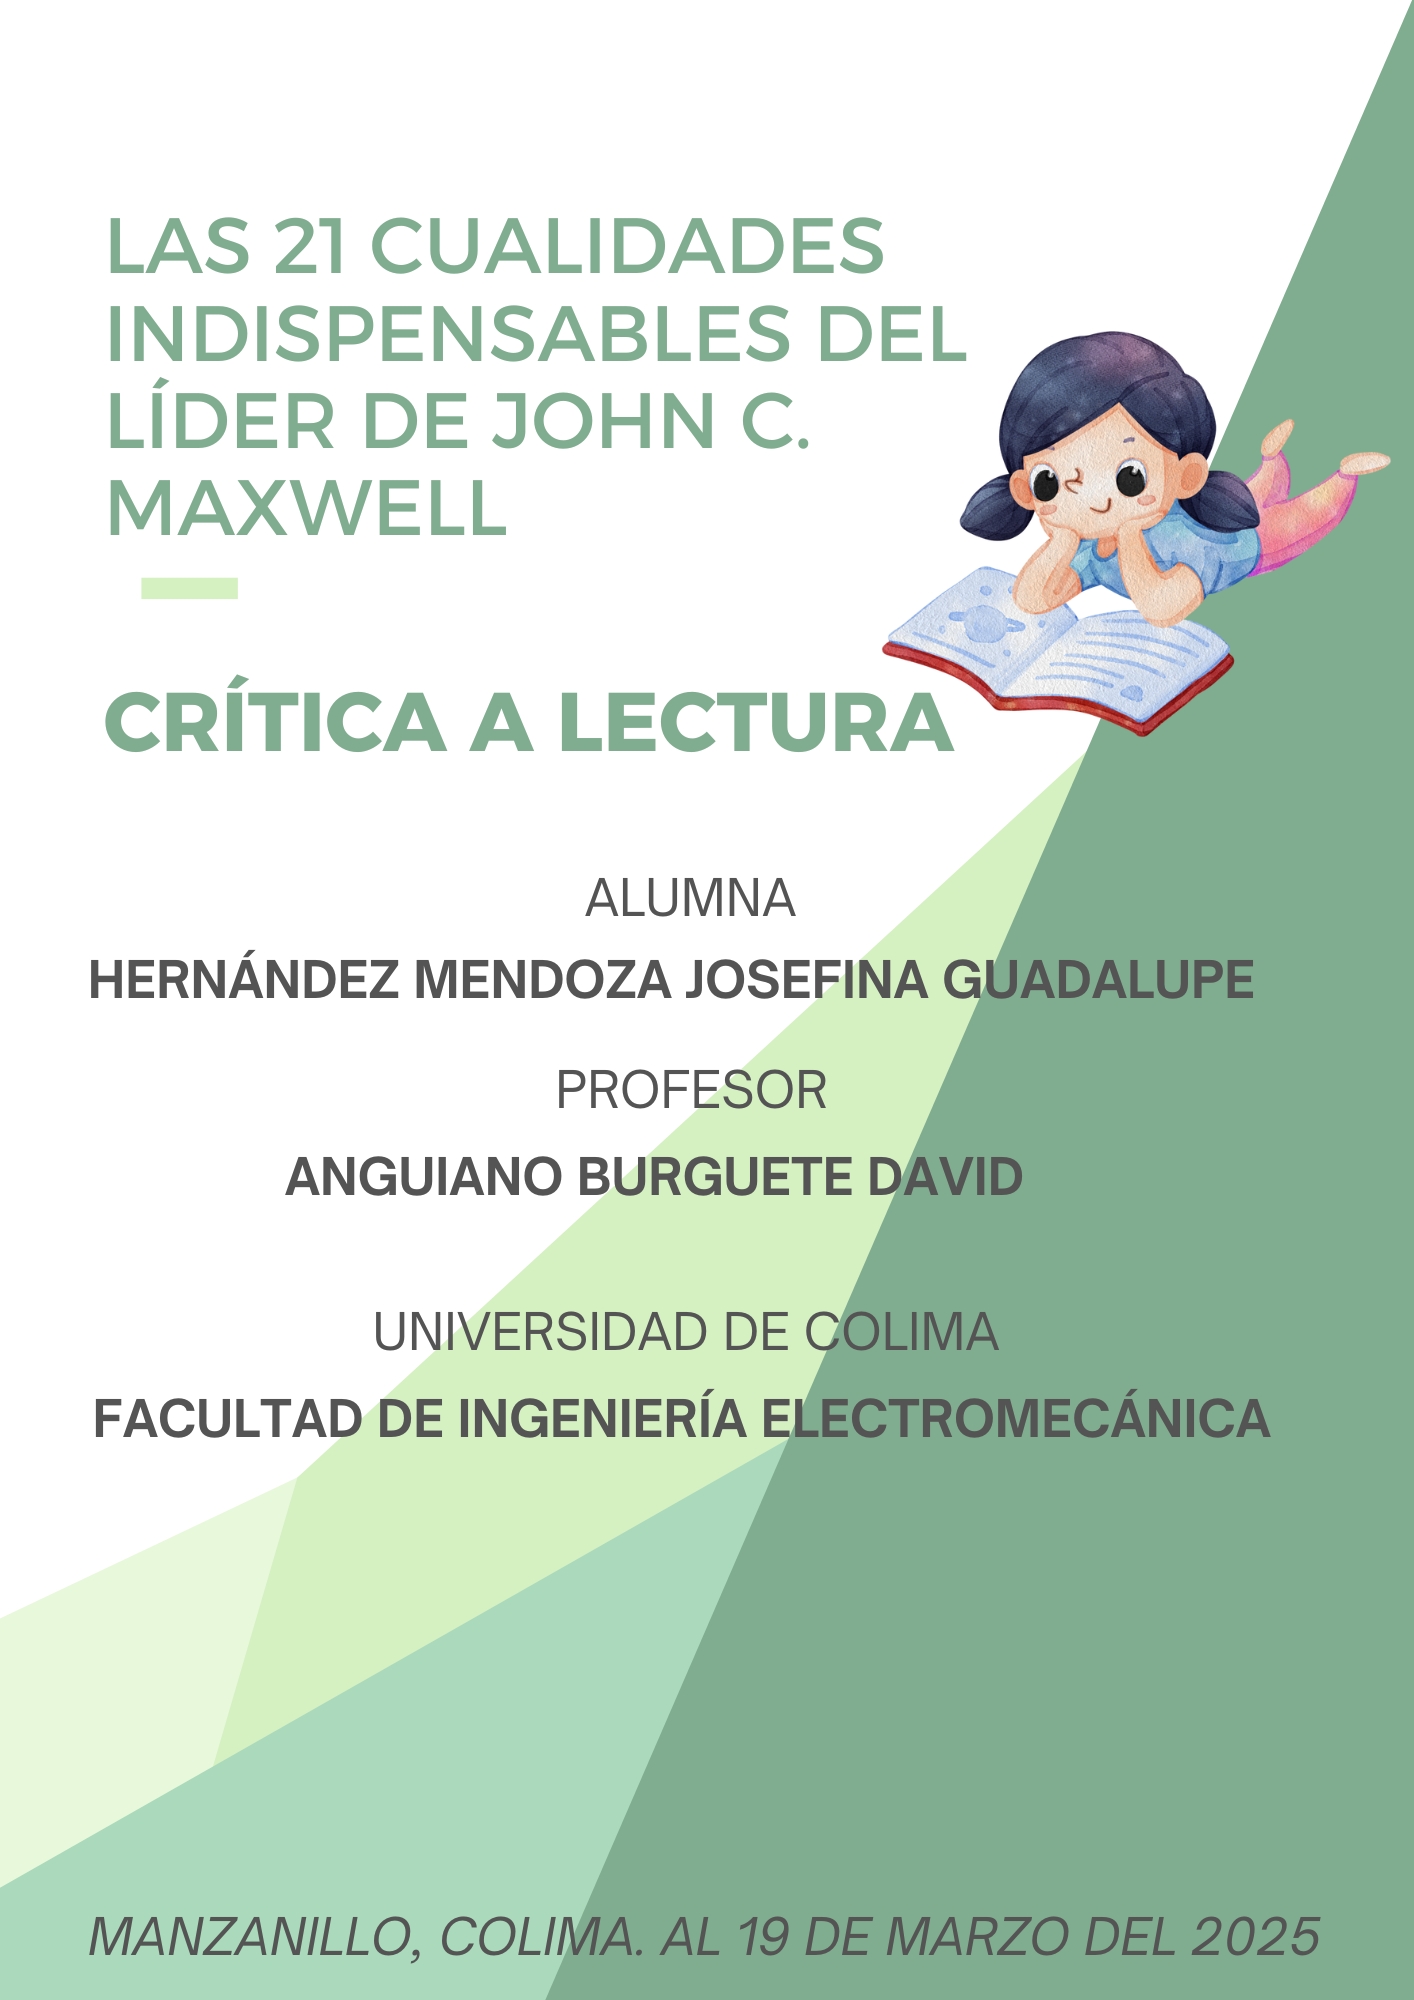 LAS 21 CUALIDADES
INDISPENSABLES DEL
LÍDER DE JOHN C.
MAXWELL
CRÍTICA A LECTURA
ALUMNA
HERNÁNDEZ MENDOZA JOSEFINA GUADALUPE
PROFESOR
ANGUIANO BURGUETE DAVID
UNIVERSIDAD DE COLIMA
FACULTAD DE INGENIERÍA ELECTROMECÁNICA
MANZANILLO, COLIMA. AL 19 DE MARZO DEL 2025